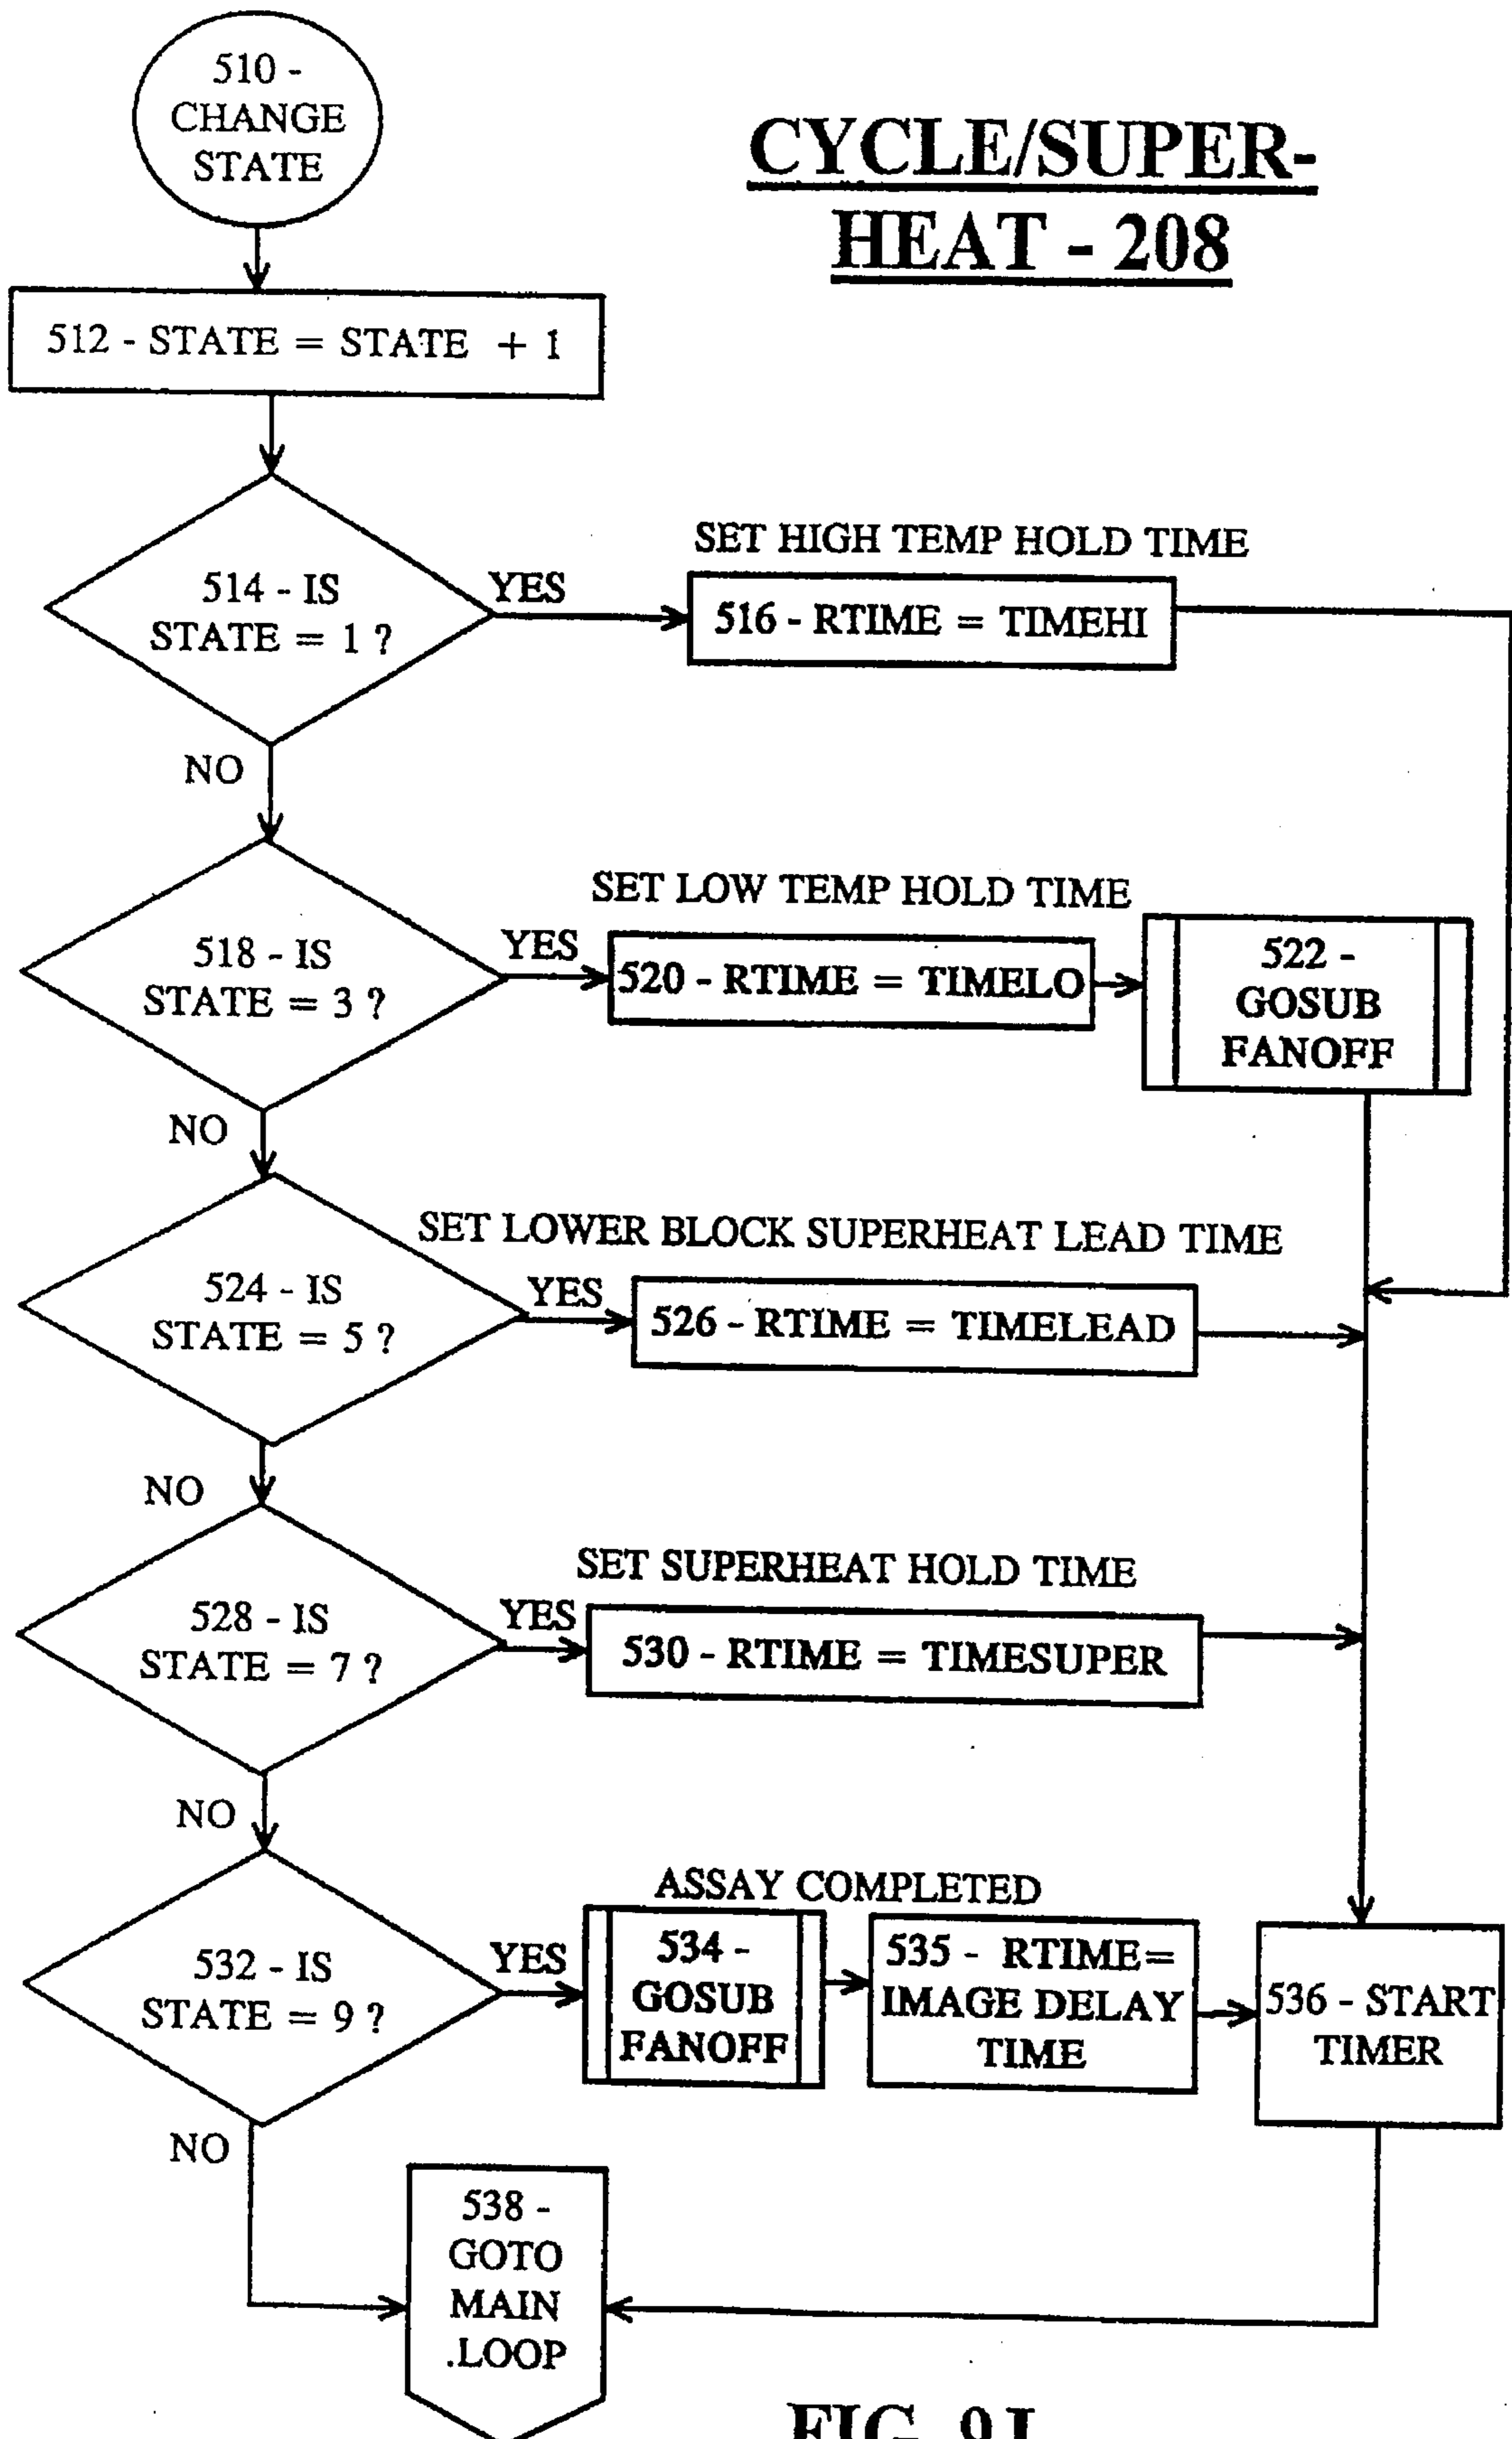 510 -
CHANGE
STATE
CYCLE/SUPER-
HEAT - 208
512 - STATE = STATE + 1
514 - IS
STATE = 1 ?
YES
SET HIGH TEMP HOLD TIME
516 - RTIME = TIMEHI
NO
518 - IS
STATE = 3 ?
YES
SET LOW TEMP HOLD TIME
520 - RTIME = TIMELO
522 -
GOSUB
FANOFF
NO
524 - IS
STATE = 5 ?
YES
SET LOWER BLOCK SUPERHEAT LEAD TIME
526 - RTIME = TIMELEAD
NO
528 - IS
STATE = 7 ?
YES
SET SUPERHEAT HOLD TIME
530 - RTIME = TIMESUPER
NO
532 - IS
STATE = 9 ?
YES
ASSAY COMPLETED
534 -
GOSUB
FANOFF
535 - RTIME=
IMAGE DELAY
TIME
536 - START
TIMER
NO
538 -
GOTO
MAIN
.LOOP
FIG.